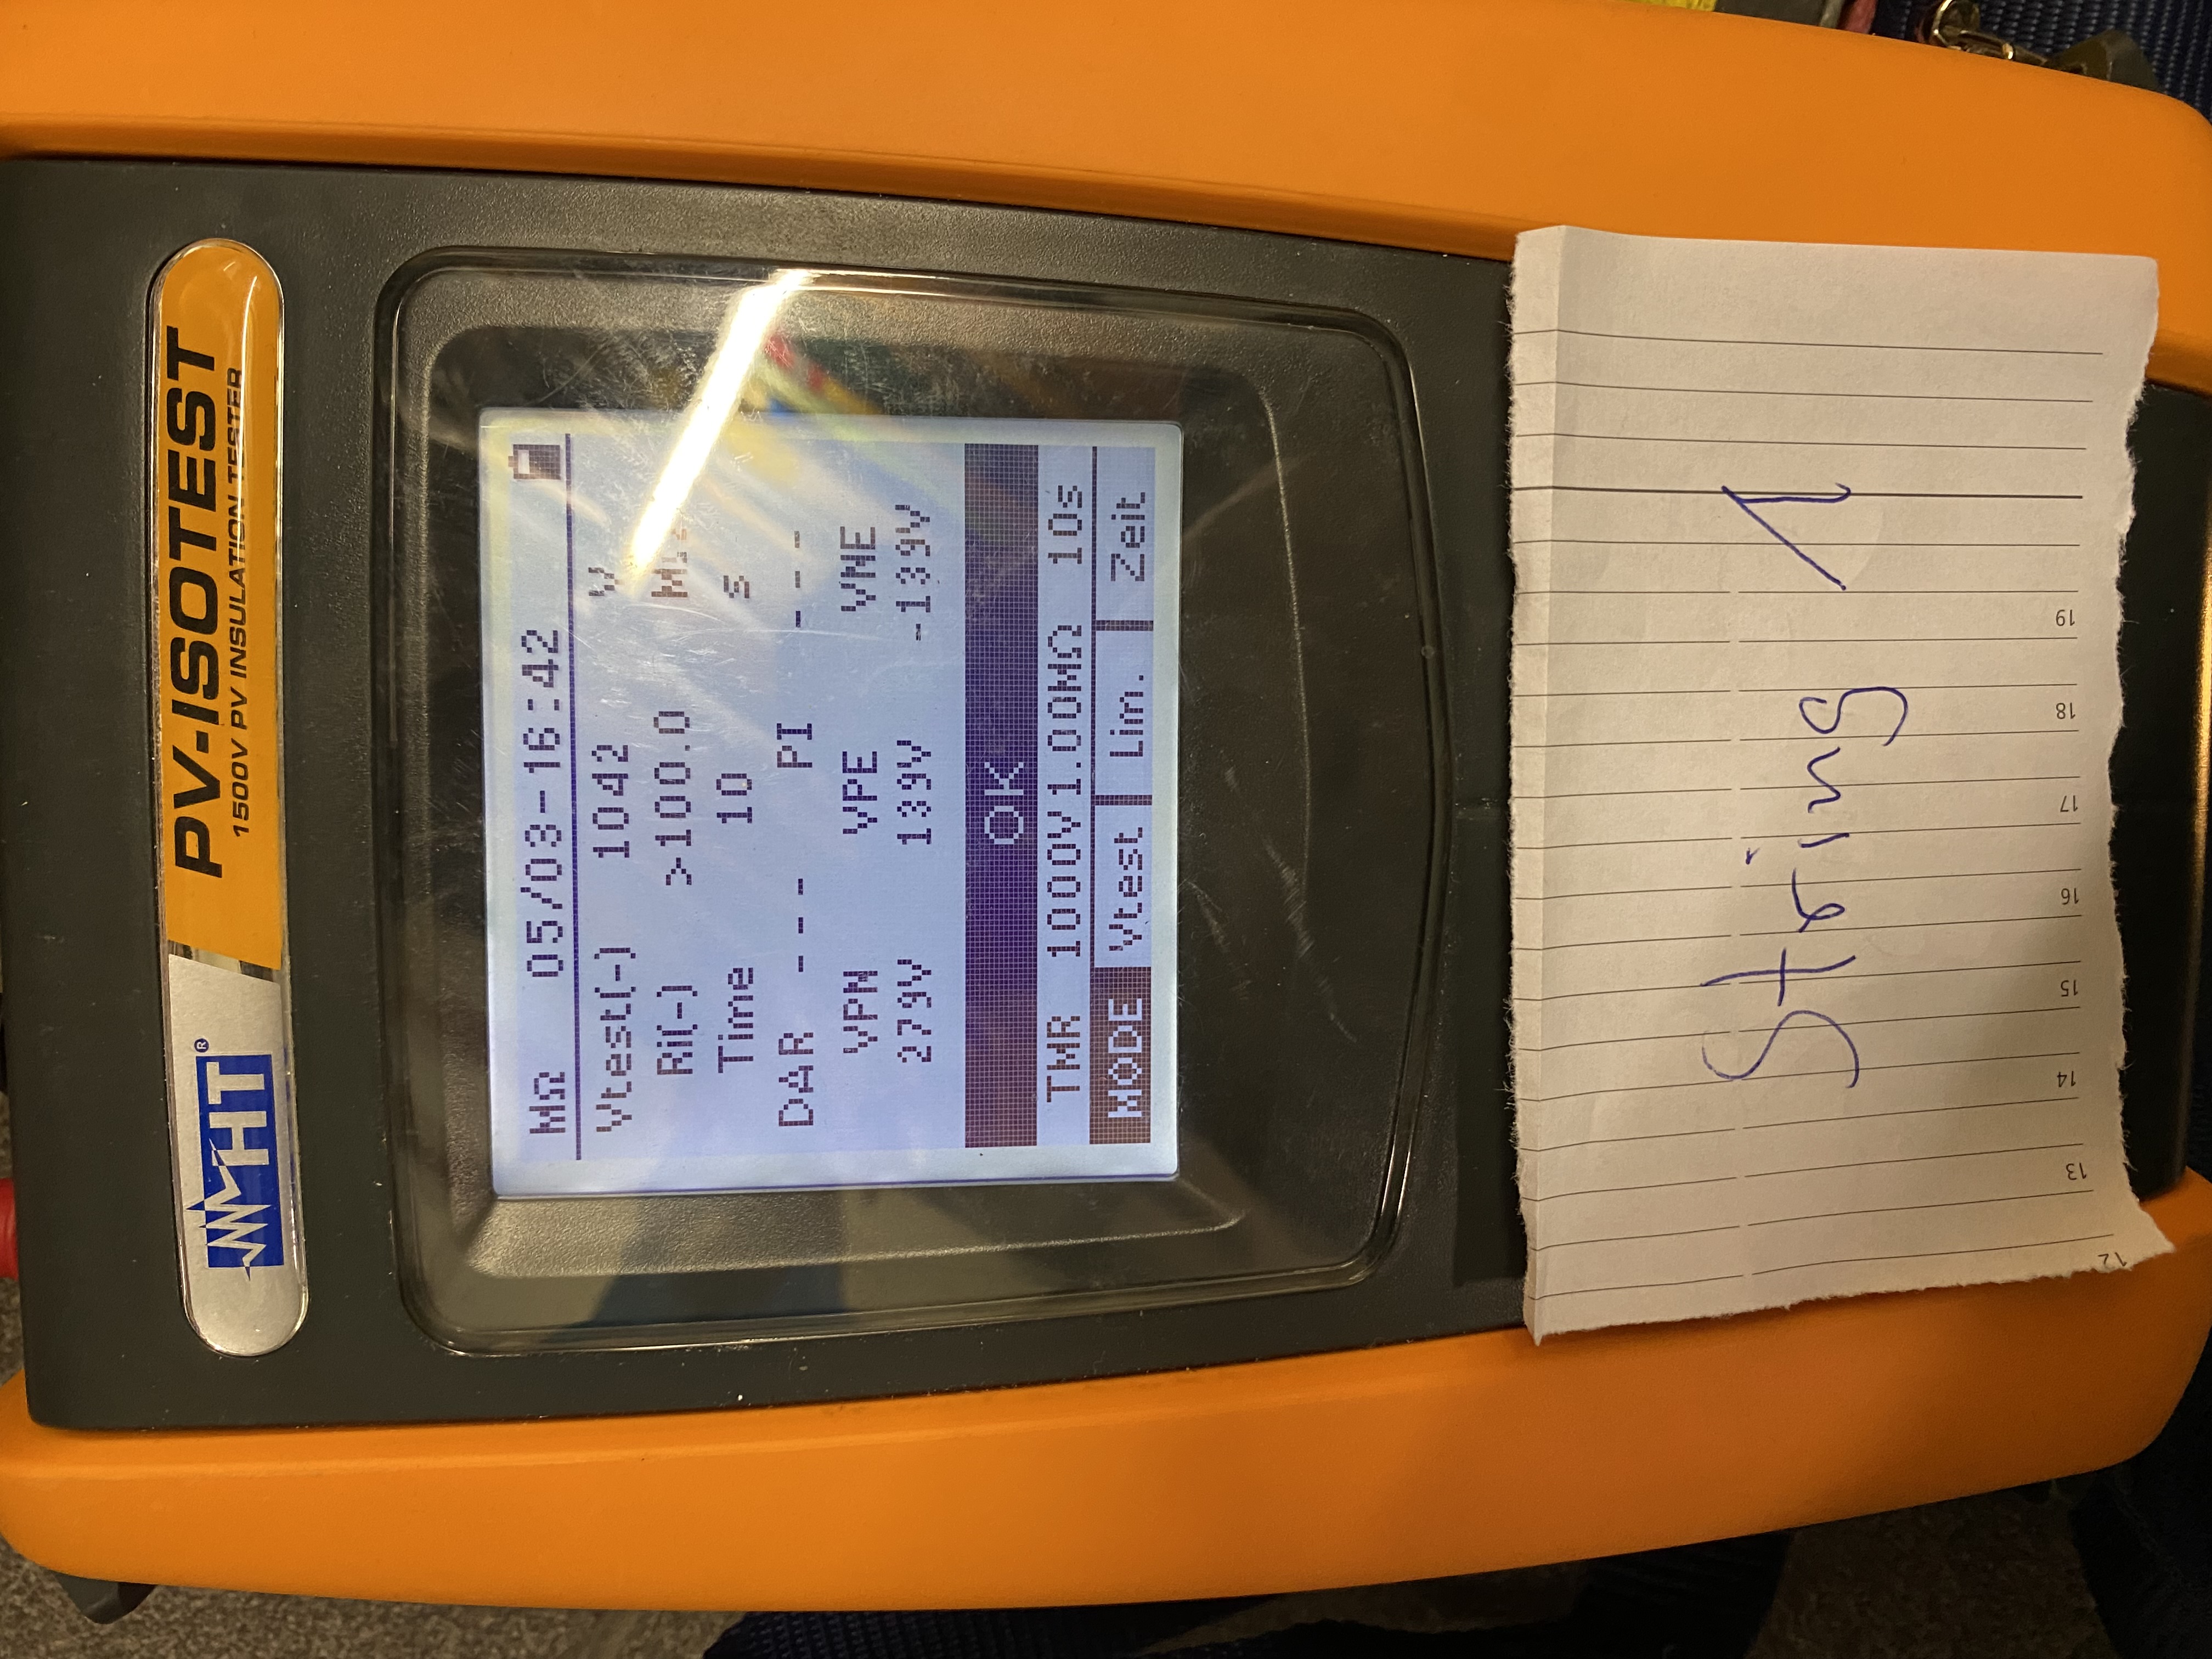 HT®
PV-ISOTEST
1500V PV INSULATION TESTER
MΩ 05/03-16:42
Vtest(-) 1042 V
Ri(-) >100.0 MΩ
Time 10 s
DAR --- PI ---
VPN VPE VNE
279V 139V -139V
OK
TMR 1000V 1.00MΩ 10s
MODE Vtest Lim. Zeit
String 1
12 13 14 15 16 17 18 19